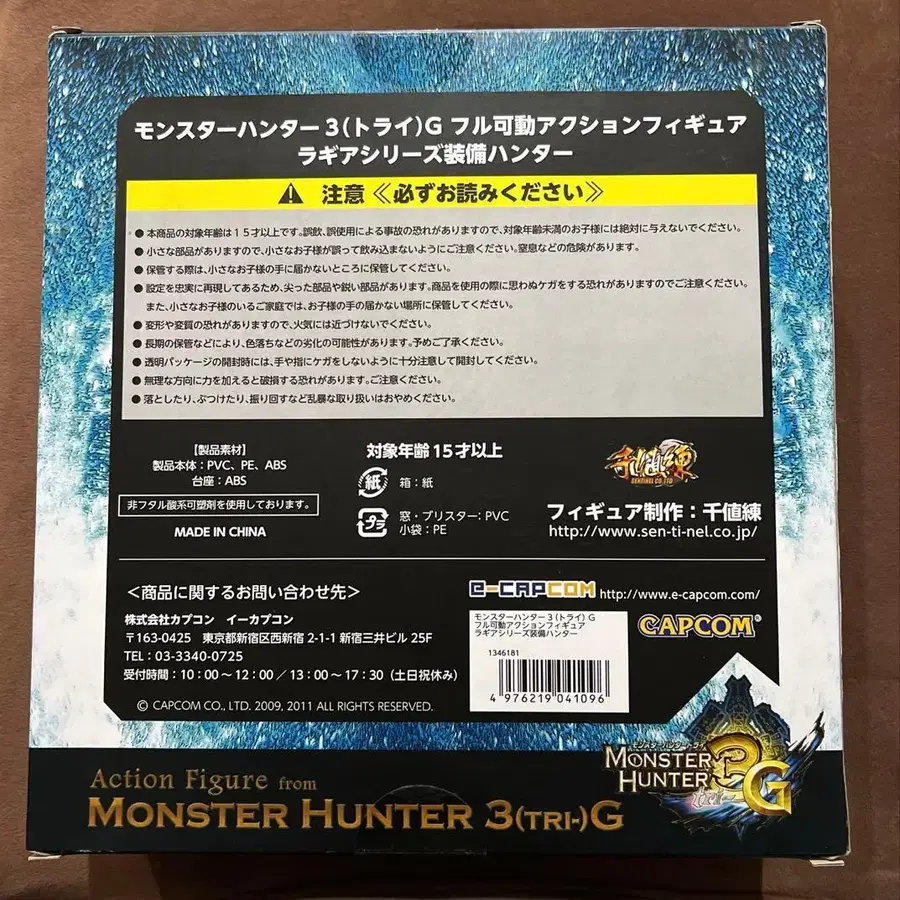 モンスターハンター3(トライ)G フル可動アクションフィギュア
ラギアシリーズ装備ハンター
注意≪必ずお読みください≫
● 本商品の対象年齢は15才以上です。誤飲、誤使用による事故の恐れがありますので、対象年齢未満のお子様には絶対に与えないでください。
● 小さな部品がありますので、小さなお子様が誤って飲み込まないようにご注意ください。窒息などの危険があります。
● 保管する際は、小さなお子様の手に届かないところに保管してください。
● 設定を忠実に再現してあるため、尖った部品や鋭い部品があります。商品を使用の際に思わぬケガをする恐れがありますのでご注意ください。
また、小さなお子様のいるご家庭では、お子様の手の届かない場所に保管してください。
● 変形や変質の恐れがありますので、火気には近づけないでください。
● 長期の保管などにより、色落ちなどの劣化の可能性があります。予めご了承ください。
● 透明パッケージの開封時には、手や指にケガをしないように十分注意して開封してください。
● 無理な方向に力を加えると破損する恐れがあります。ご注意ください。
● 落としたり、ぶつけたり、振り回すなど乱暴な取り扱いはおやめください。
【製品素材】
製品本体：PVC、PE、ABS
台座：ABS
非フタル酸系可塑剤を使用しております。
MADE IN CHINA
対象年齢15才以上
紙 箱：紙
プラ 窓・ブリスター：PVC
小袋：PE
千値練
SENTINEL CO.,LTD
フィギュア制作：千値練
http://www.sen-ti-nel.co.jp/
＜商品に関するお問い合わせ先＞
株式会社カプコン イーカプコン
〒163-0425 東京都新宿区西新宿 2-1-1 新宿三井ビル 25F
TEL：03-3340-0725
受付時間：10：00～12：00 / 13：00～17：30（土日祝休み）
© CAPCOM CO., LTD. 2009, 2011 ALL RIGHTS RESERVED.
e-CAPCOM http://www.e-capcom.com/
モンスターハンター3（トライ）G
フル可動アクションフィギュア
ラギアシリーズ装備ハンター
1346181
4 976219 041096
CAPCOM®
Action Figure from
MONSTER HUNTER 3(TRI-)G
モンスターハンター トライ
MONSTER
HUNTER
3
tri-
G